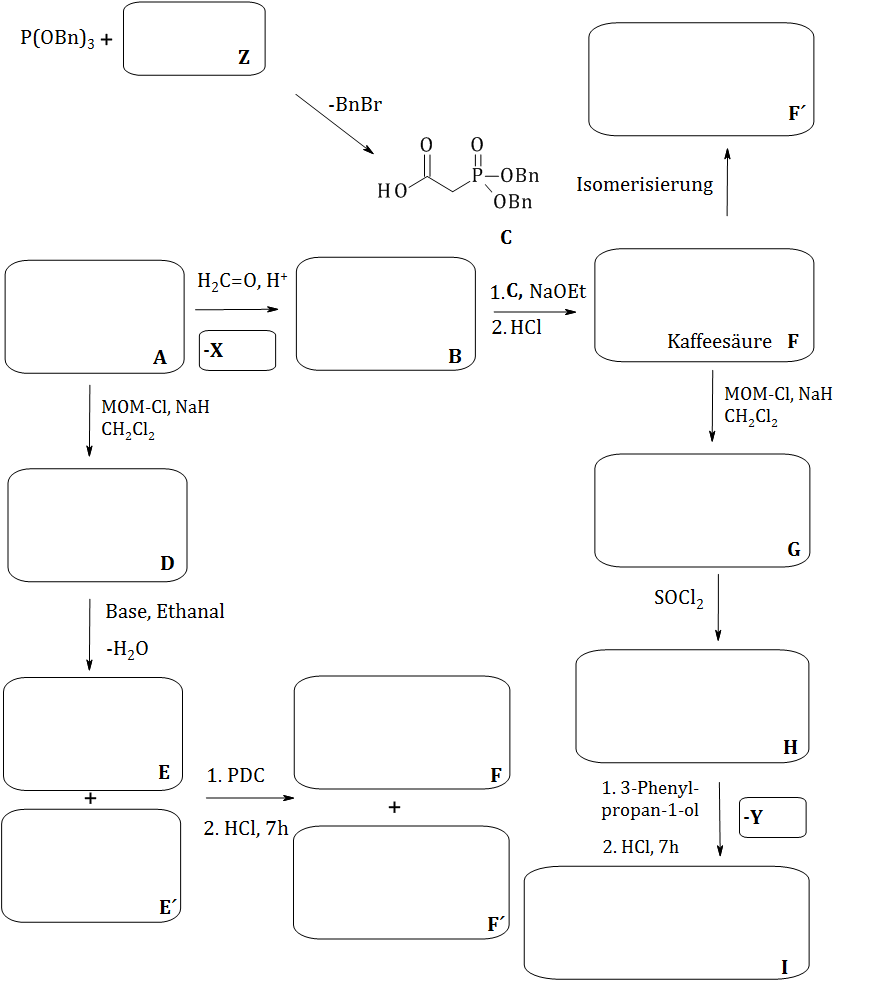 P(OBn)₃ +
Z
-BnBr
O
O
HO
P
OBn
OBn
C
F´
Isomerisierung
A
H₂C=O, H⁺
-X
B
1.C, NaOEt
2.HCl
Kaffeesäure F
MOM-Cl, NaH
CH₂Cl₂
MOM-Cl, NaH
CH₂Cl₂
D
G
Base, Ethanal
-H₂O
SOCl₂
E
+
E´
1. PDC
2. HCl, 7h
F
+
F´
H
1. 3-Phenyl-
propan-1-ol
2. HCl, 7h
-Y
I